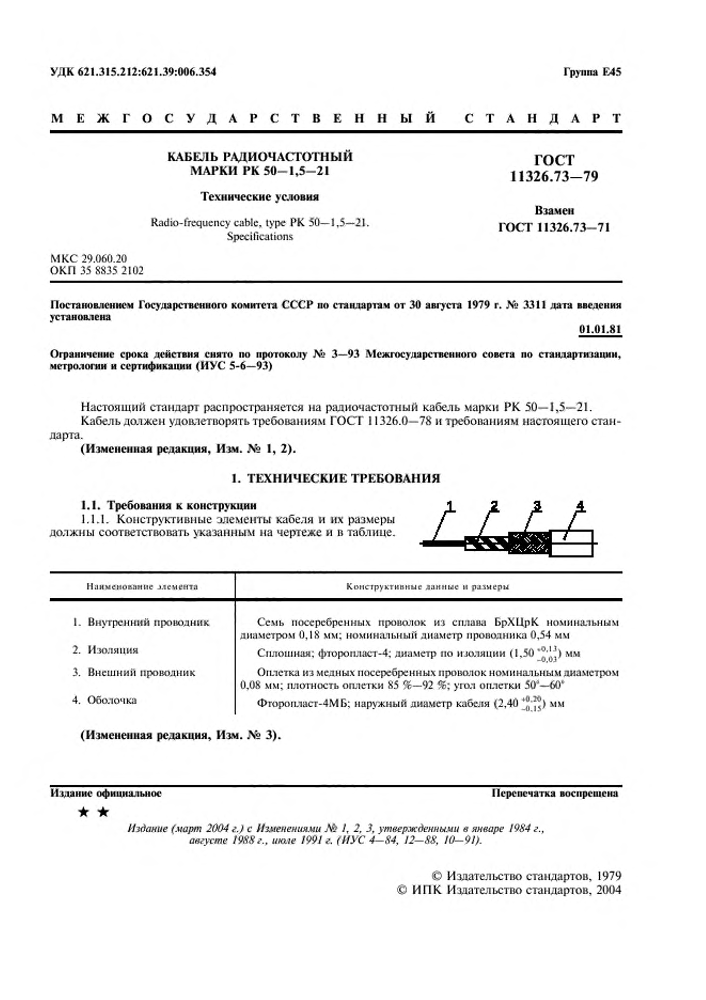 УДК 621.315.212:621.39:006.354
Группа Е45
МЕЖГОСУДАРСТВЕННЫЙ СТАНДАРТ
КАБЕЛЬ РАДИОЧАСТОТНЫЙ
МАРКИ РК 50—1,5—21
Технические условия
Radio-frequency cable, type РК 50—1,5—21.
Specifications
ГОСТ
11326.73—79
Взамен
ГОСТ 11326.73—71
МКС 29.060.20
ОКП 35 8835 2102
Постановлением Государственного комитета СССР по стандартам от 30 августа 1979 г. № 3311 дата введения
установлена
01.01.81
Ограничение срока действия снято по протоколу № 3—93 Межгосударственного совета по стандартизации,
метрологии и сертификации (ИУС 5-6—93)
Настоящий стандарт распространяется на радиочастотный кабель марки РК 50—1,5—21.
Кабель должен удовлетворять требованиям ГОСТ 11326.0—78 и требованиям настоящего стан-
дарта.
(Измененная редакция, Изм. № 1, 2).
1. ТЕХНИЧЕСКИЕ ТРЕБОВАНИЯ
1.1. Требования к конструкции
1.1.1. Конструктивные элементы кабеля и их размеры
должны соответствовать указанным на чертеже и в таблице.
1 2 3 4
Наименование элемента
Конструктивные данные и размеры
1. Внутренний проводник
Семь посеребренных проволок из сплава БрХЦрК номинальным
диаметром 0,18 мм; номинальный диаметр проводника 0,54 мм
2. Изоляция
Сплошная; фторопласт-4; диаметр по изоляции (1,50 +0,13 −0,03) мм
3. Внешний проводник
Оплетка из медных посеребренных проволок номинальным диаметром
0,08 мм; плотность оплетки 85 %—92 %; угол оплетки 50°—60°
4. Оболочка
Фторопласт-4МБ; наружный диаметр кабеля (2,40 +0,20 −0,15) мм
(Измененная редакция, Изм. № 3).
Издание официальное
Перепечатка воспрещена
★ ★
Издание (март 2004 г.) с Изменениями № 1, 2, 3, утвержденными в январе 1984 г.,
августе 1988 г., июле 1991 г. (ИУС 4—84, 12—88, 10—91).
© Издательство стандартов, 1979
© ИПК Издательство стандартов, 2004